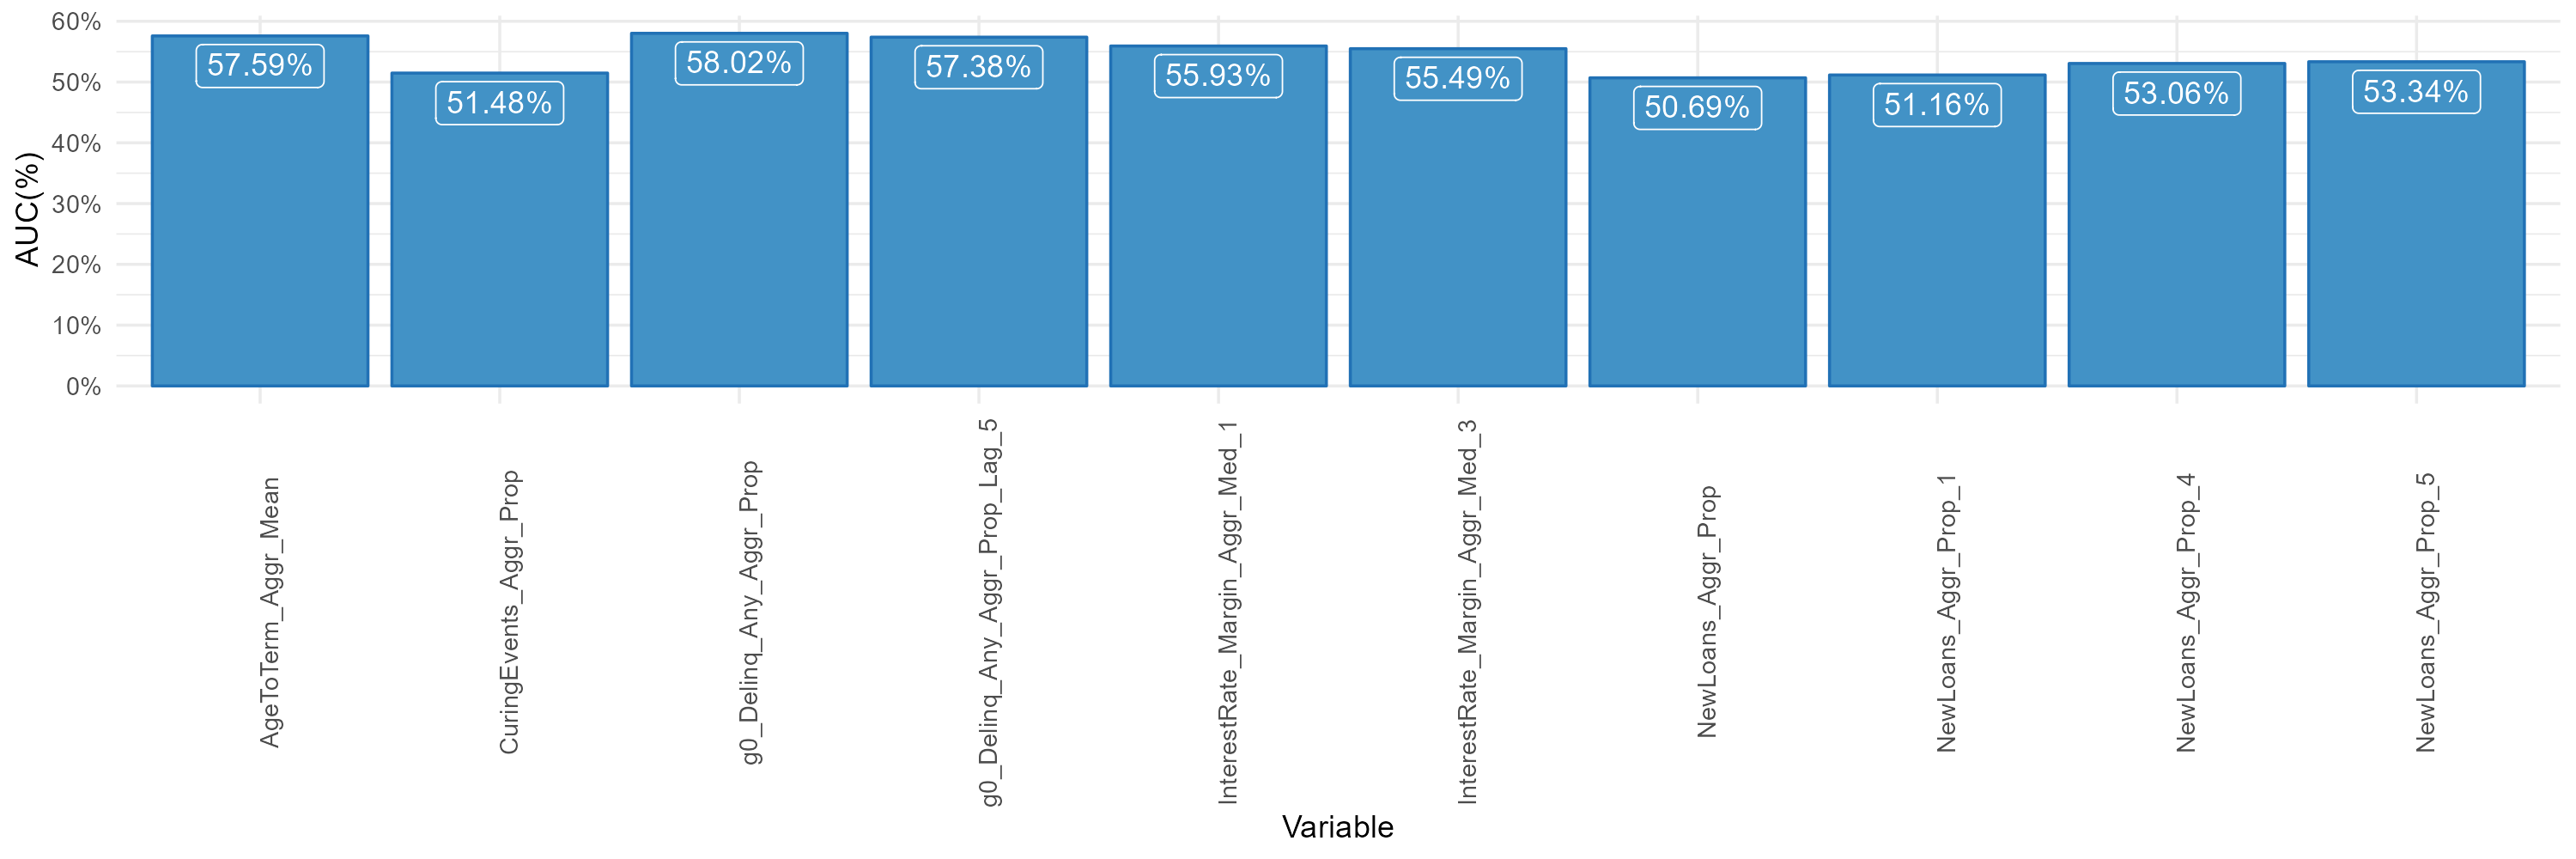 60%
50%
40%
30%
20%
10%
0%
AUC(%)
57.59%
51.48%
58.02%
57.38%
55.93%
55.49%
50.69%
51.16%
53.06%
53.34%
AgeToTerm_Aggr_Mean
CuringEvents_Aggr_Prop
g0_Delinq_Any_Aggr_Prop
g0_Delinq_Any_Aggr_Prop_Lag_5
InterestRate_Margin_Aggr_Med_1
InterestRate_Margin_Aggr_Med_3
NewLoans_Aggr_Prop
NewLoans_Aggr_Prop_1
NewLoans_Aggr_Prop_4
NewLoans_Aggr_Prop_5
Variable